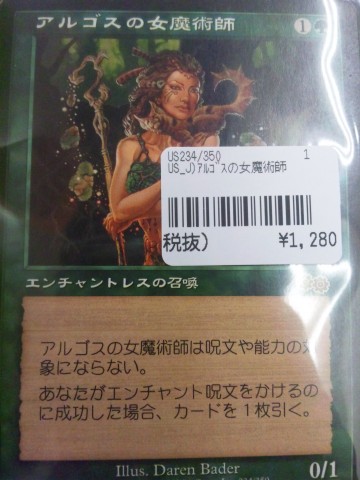 アルゴスの女魔術師 1
US234/350 1
US_J)ｱﾙｺﾞｽの女魔術師
税抜) ¥1,280
エンチャントレスの召喚
アルゴスの女魔術師は呪文や能力の対
象にならない。
あなたがエンチャント呪文をかけるの
に成功した場合、カードを1枚引く。
Illus. Daren Bader
0/1